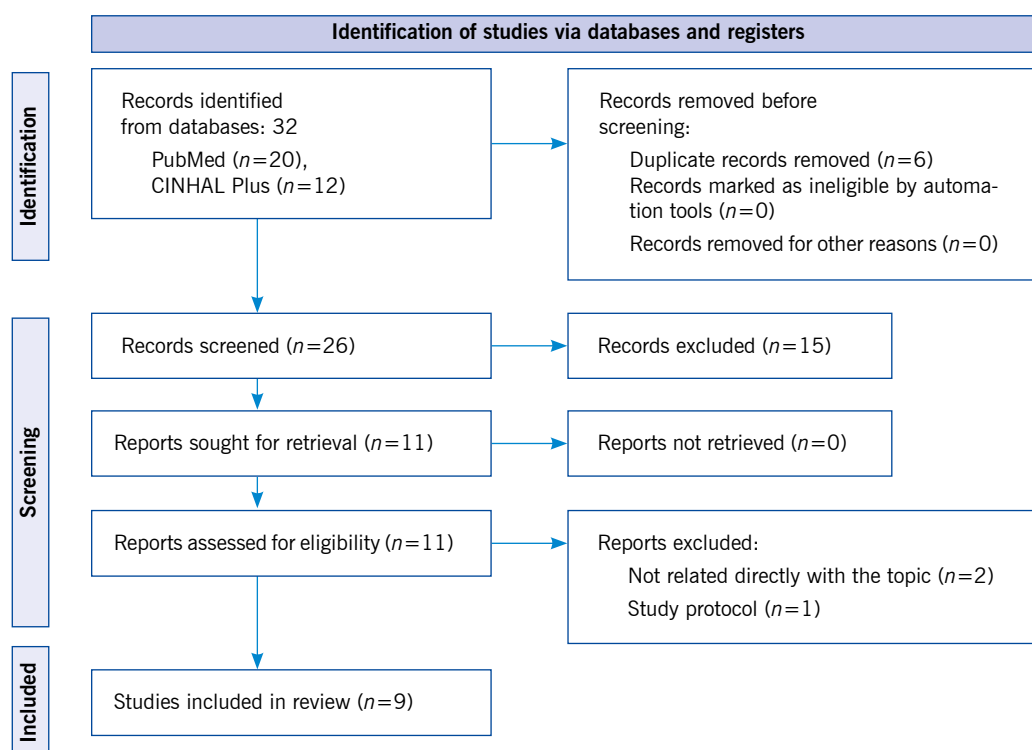 Identification of studies via databases and registers
Identification
Records identified
from databases: 32
PubMed (n=20),
CINHAL Plus (n=12)
Records removed before
screening:
Duplicate records removed (n=6)
Records marked as ineligible by automa-
tion tools (n=0)
Records removed for other reasons (n=0)
Screening
Records screened (n=26)
Records excluded (n=15)
Reports sought for retrieval (n=11)
Reports not retrieved (n=0)
Reports assessed for eligibility (n=11)
Reports excluded:
Not related directly with the topic (n=2)
Study protocol (n=1)
Included
Studies included in review (n=9)